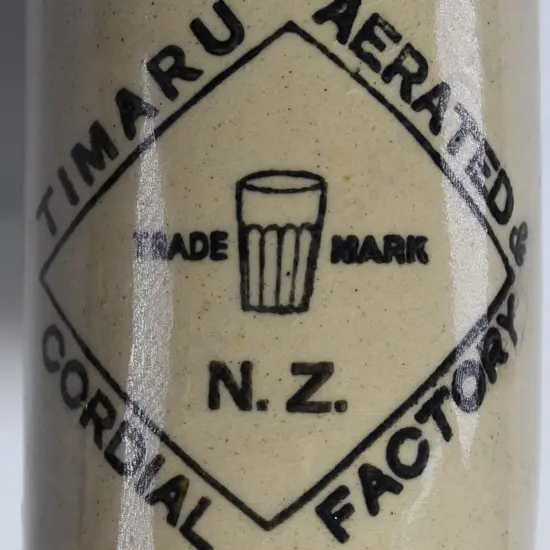 TIMARU
AERATED &
TRADE MARK
N. Z.
CORDIAL
FACTORY